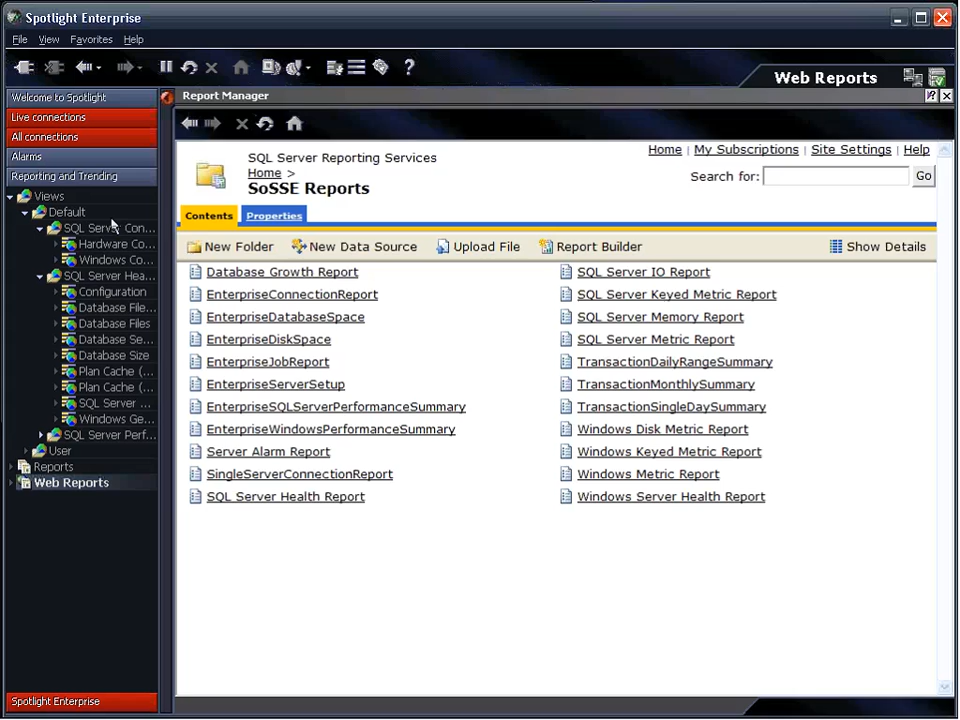 Spotlight Enterprise
File View Favorites Help
Web Reports
Welcome to Spotlight
Live connections
All connections
Alarms
Reporting and Trending
Views
Default
SQL Server Con...
Hardware Co...
Windows Co...
SQL Server Hea...
Configuration
Database File...
Database Files
Database Se...
Database Size
Plan Cache (...
Plan Cache (...
SQL Server ...
Windows Ge...
SQL Server Perf...
User
Reports
Web Reports
Spotlight Enterprise
Report Manager
SQL Server Reporting Services
Home >
SoSSE Reports
Home | My Subscriptions | Site Settings | Help
Search for: Go
Contents Properties
New Folder New Data Source Upload File Report Builder Show Details
Database Growth Report
EnterpriseConnectionReport
EnterpriseDatabaseSpace
EnterpriseDiskSpace
EnterpriseJobReport
EnterpriseServerSetup
EnterpriseSQLServerPerformanceSummary
EnterpriseWindowsPerformanceSummary
Server Alarm Report
SingleServerConnectionReport
SQL Server Health Report
SQL Server IO Report
SQL Server Keyed Metric Report
SQL Server Memory Report
SQL Server Metric Report
TransactionDailyRangeSummary
TransactionMonthlySummary
TransactionSingleDaySummary
Windows Disk Metric Report
Windows Keyed Metric Report
Windows Metric Report
Windows Server Health Report